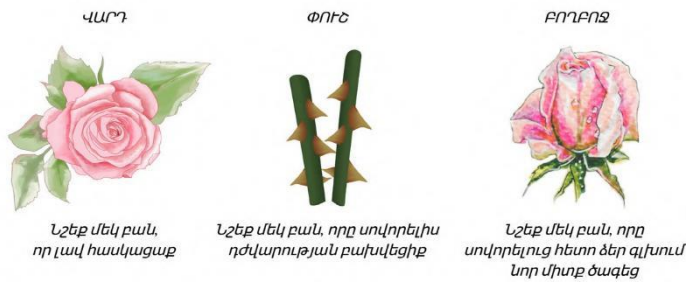 ՎԱՐԴ
ՓՈՒՇ
ԲՈՂԲՈՋ
Նշեք մեկ բան,
որ լավ հասկացաք
Նշեք մեկ բան, որը սովորելիս
դժվարության բախվեցիք
Նշեք մեկ բան, որը
սովորելուց հետո ձեր գլխում
նոր միտք ծագեց